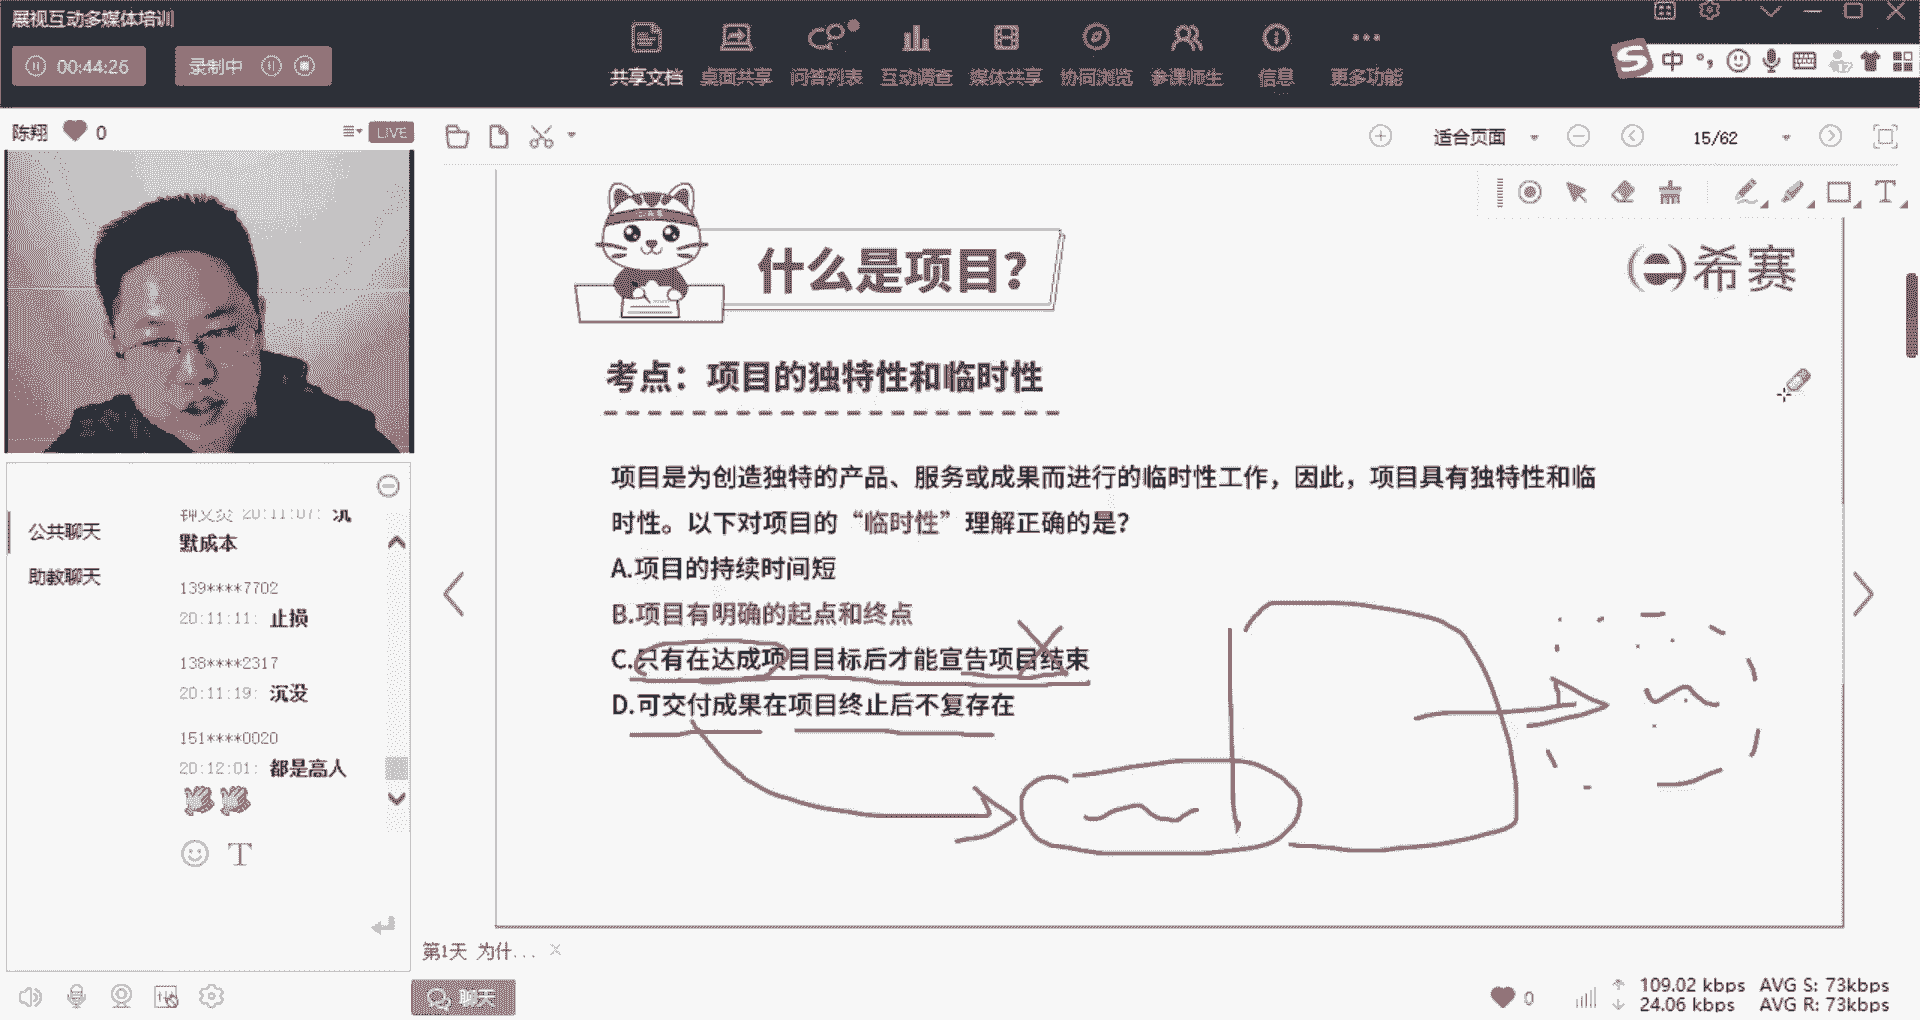 展视互动多媒体培训
00:44:26
录制中
共享文档 桌面共享 问答列表 互动调查 媒体共享 协同浏览 参课师生 信息 更多功能
中
陈翔 0
LIVE
适合页面
15/62
T
什么是项目?
希赛
考点：项目的独特性和临时性
项目是为创造独特的产品、服务或成果而进行的临时性工作，因此，项目具有独特性和临
时性。以下对项目的“临时性”理解正确的是？
A.项目的持续时间短
B.项目有明确的起点和终点
C.只有在达成项目目标后才能宣告项目结束
D.可交付成果在项目终止后不复存在
公共聊天
助教聊天
20:11:07: 沉
默成本
139****7702
20:11:11: 止损
138****2317
20:11:19: 沉没
151****0020
20:12:01: 都是高人
T
第1天 为什...
聊天
0
109.02 kbps AVG S: 73kbps
24.06 kbps AVG R: 73kbps